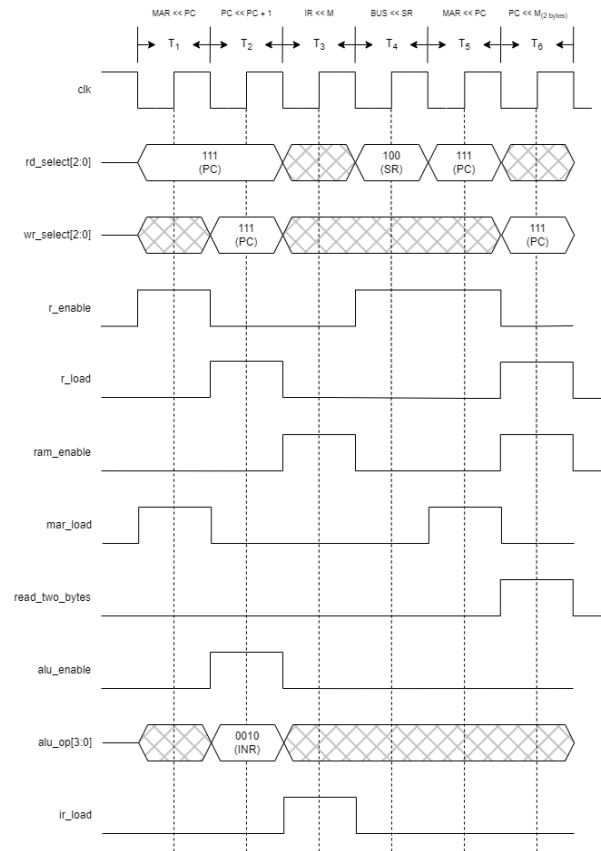 MAR << PC PC << PC + 1 IR << M BUS << SR MAR << PC PC << M(2 bytes)
T1 T2 T3 T4 T5 T6
clk
rd_select[2:0] 111 100 111
(PC) (SR) (PC)
wr_select[2:0] 111 111
(PC) (PC)
r_enable
r_load
ram_enable
mar_load
read_two_bytes
alu_enable
alu_op[3:0] 0010
(INR)
ir_load